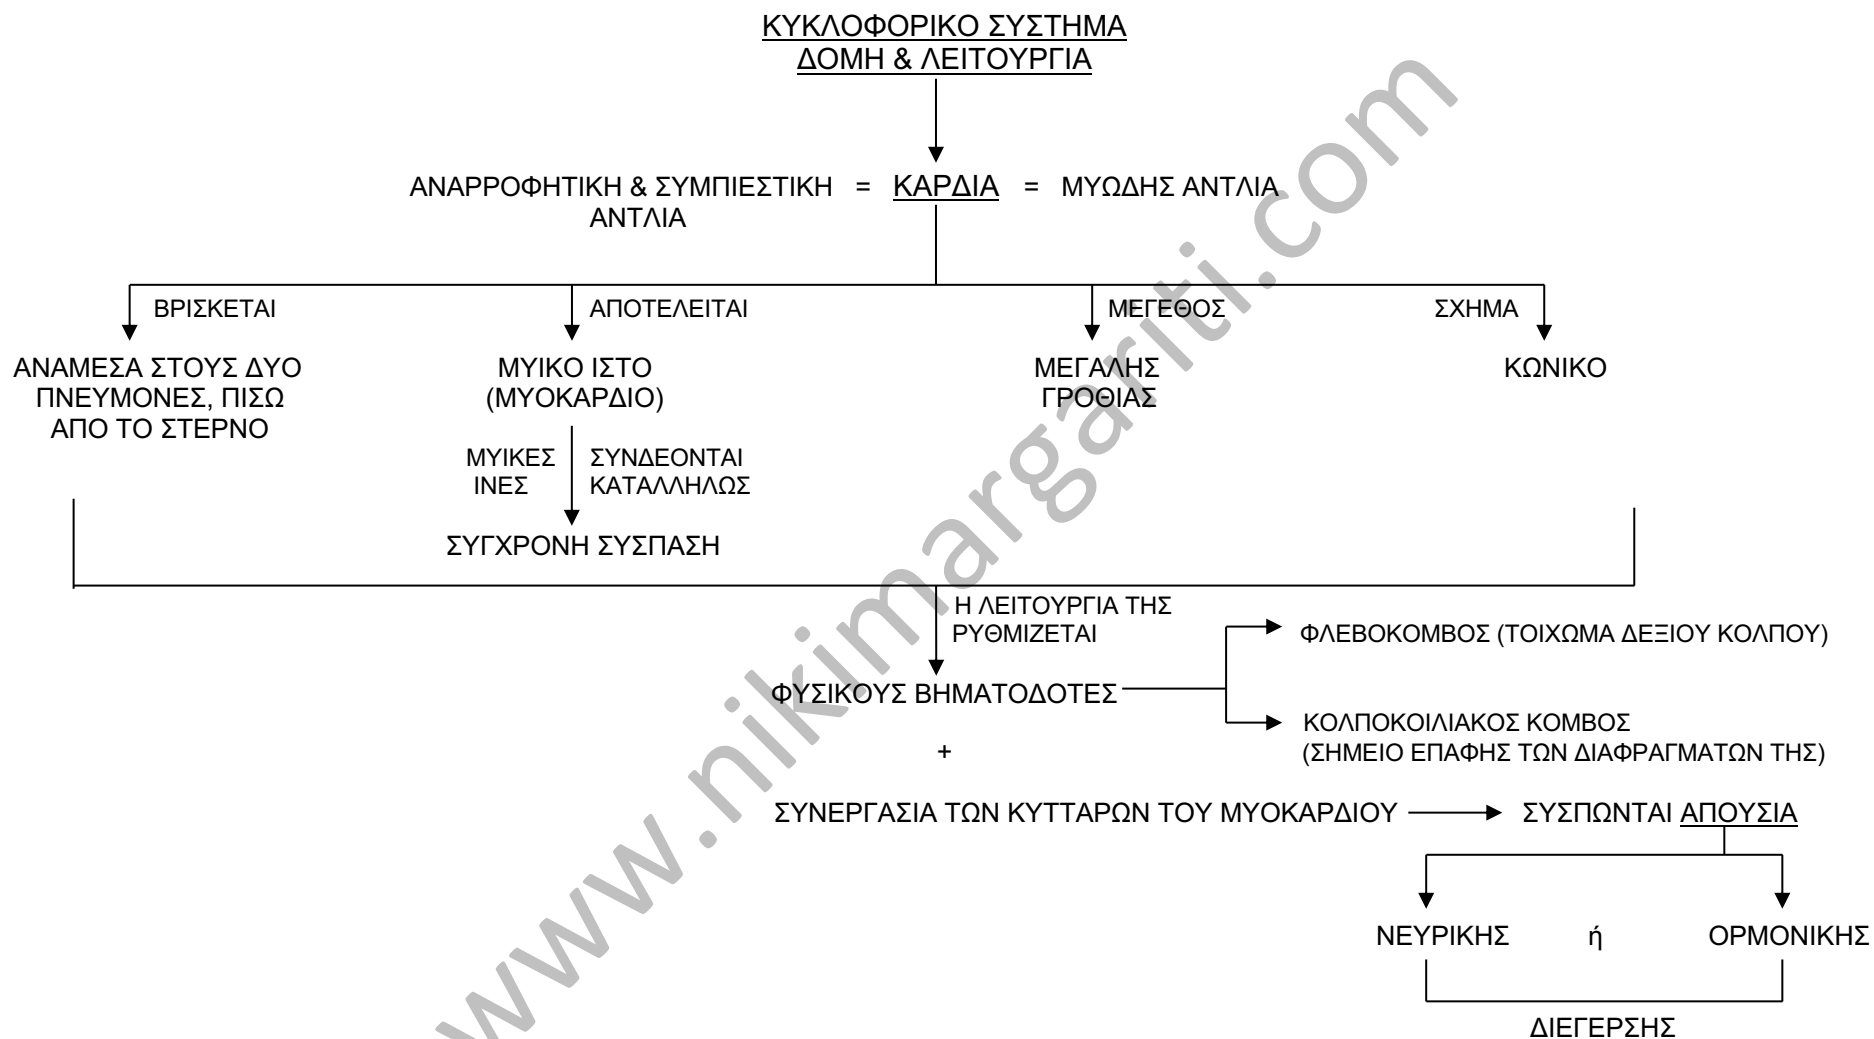 ΚΥΚΛΟΦΟΡΙΚΟ ΣΥΣΤΗΜΑ
ΔΟΜΗ & ΛΕΙΤΟΥΡΓΙΑ
ΑΝΑΡΡΟΦΗΤΙΚΗ & ΣΥΜΠΙΕΣΤΙΚΗ = ΚΑΡΔΙΑ = ΜΥΩΔΗΣ ΑΝΤΛΙΑ
ΑΝΤΛΙΑ
ΒΡΙΣΚΕΤΑΙ
ΑΝΑΜΕΣΑ ΣΤΟΥΣ ΔΥΟ
ΠΝΕΥΜΟΝΕΣ, ΠΙΣΩ
ΑΠΟ ΤΟ ΣΤΕΡΝΟ
ΑΠΟΤΕΛΕΙΤΑΙ
ΜΥΙΚΟ ΙΣΤΟ
(ΜΥΟΚΑΡΔΙΟ)
ΜΥΙΚΕΣ
ΙΝΕΣ
ΣΥΝΔΕΟΝΤΑΙ
ΚΑΤΑΛΛΗΛΩΣ
ΣΥΓΧΡΟΝΗ ΣΥΣΠΑΣΗ
ΜΕΓΕΘΟΣ
ΜΕΓΑΛΗΣ
ΓΡΟΘΙΑΣ
ΣΧΗΜΑ
ΚΩΝΙΚΟ
Η ΛΕΙΤΟΥΡΓΙΑ ΤΗΣ
ΡΥΘΜΙΖΕΤΑΙ
ΦΥΣΙΚΟΥΣ ΒΗΜΑΤΟΔΟΤΕΣ
ΦΛΕΒΟΚΟΜΒΟΣ (ΤΟΙΧΩΜΑ ΔΕΞΙΟΥ ΚΟΛΠΟΥ)
ΚΟΛΠΟΚΟΙΛΙΑΚΟΣ ΚΟΜΒΟΣ
(ΣΗΜΕΙΟ ΕΠΑΦΗΣ ΤΩΝ ΔΙΑΦΡΑΓΜΑΤΩΝ ΤΗΣ)
+
ΣΥΝΕΡΓΑΣΙΑ ΤΩΝ ΚΥΤΤΑΡΩΝ ΤΟΥ ΜΥΟΚΑΡΔΙΟΥ
ΣΥΣΠΩΝΤΑΙ ΑΠΟΥΣΙΑ
ΝΕΥΡΙΚΗΣ ή ΟΡΜΟΝΙΚΗΣ
ΔΙΕΓΕΡΣΗΣ
www.nikimargariti.com